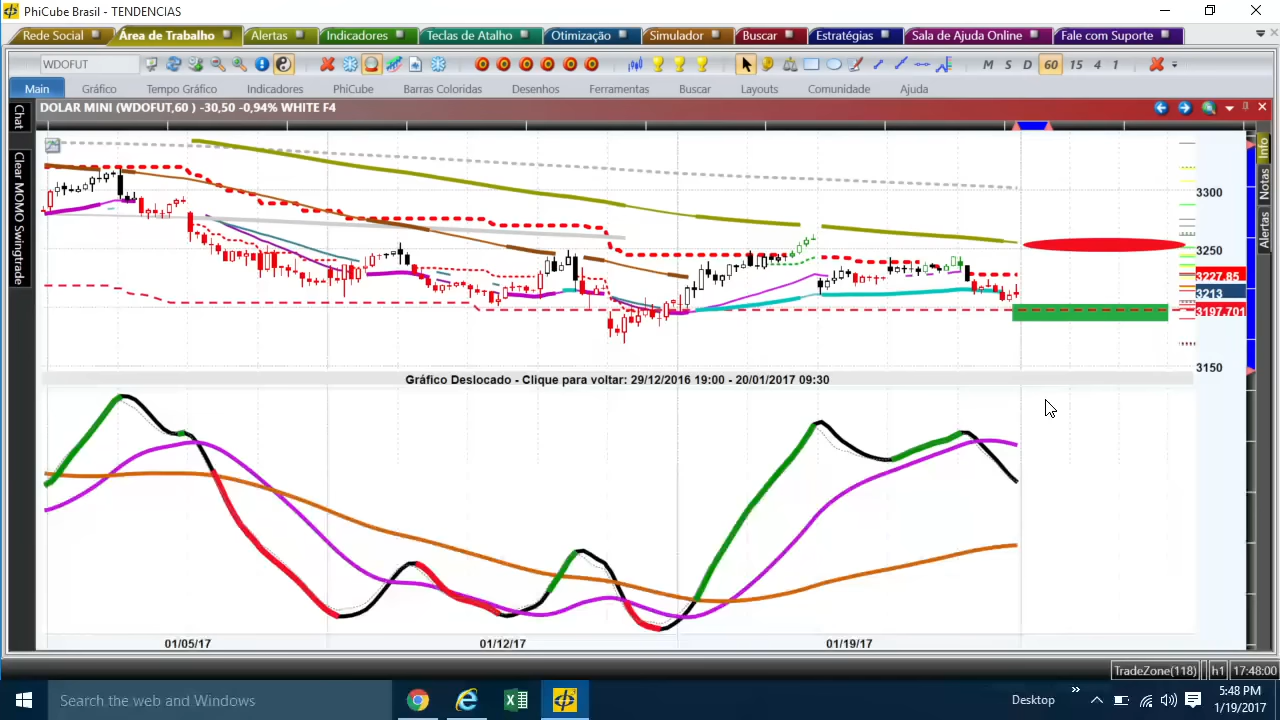 PhiCube Brasil - TENDENCIAS
Rede Social
Área de Trabalho
Alertas
Indicadores
Teclas de Atalho
Otimização
Simulador
Buscar
Estratégias
Sala de Ajuda Online
Fale com Suporte
WDOFUT
M S D 60 15 4 1
Main
Gráfico
Tempo Gráfico
Indicadores
PhiCube
Barras Coloridas
Desenhos
Ferramentas
Buscar
Layouts
Comunidade
Ajuda
DOLAR MINI (WDOFUT,60 ) -30,50 -0,94% WHITE F4
Chat
Clear MOMO Swingtrade
Info
Notas
Alertas
3300
3250
3227.85
3213
3197.701
3150
Gráfico Deslocado - Clique para voltar: 29/12/2016 19:00 - 20/01/2017 09:30
01/05/17
01/12/17
01/19/17
TradeZone(118)
h1
17:48:00
Search the web and Windows
Desktop
5:48 PM
1/19/2017